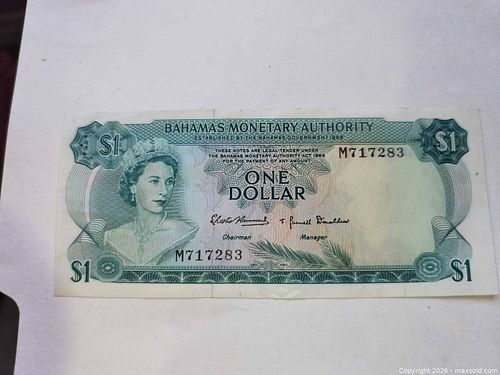 BAHAMAS MONETARY AUTHORITY
ESTABLISHED BY THE BAHAMAS GOVERNMENT 1968
$1
$1
THESE NOTES ARE LEGAL TENDER UNDER
THE BAHAMAS MONETARY AUTHORITY ACT 1968
FOR THE PAYMENT OF ANY AMOUNT
M717283
ONE
DOLLAR
Chairman
Manager
M717283
$1
$1
Copyright 2026 - maxsold.com